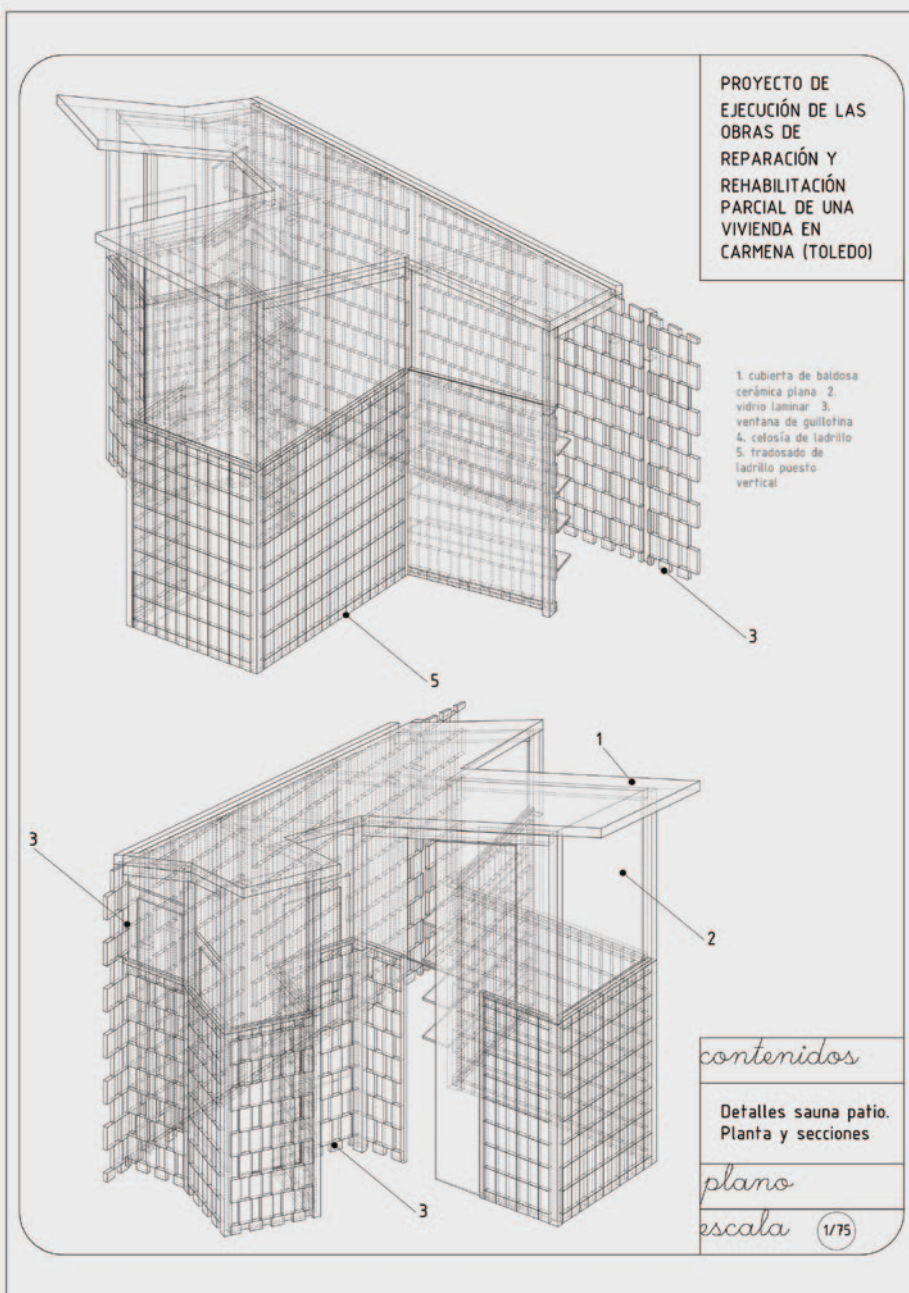 PROYECTO DE
EJECUCIÓN DE LAS
OBRAS DE
REPARACIÓN Y
REHABILITACIÓN
PARCIAL DE UNA
VIVIENDA EN
CARMENA (TOLEDO)
1. cubierta de baldosa
cerámica plana 2.
vidrio laminar 3.
ventana de guillotina
4. celosía de ladrillo
5. tradosado de
ladrillo puesto
vertical
3
5
1
3
2
3
contenidos
Detalles sauna patio.
Planta y secciones
plano
escala 1/75